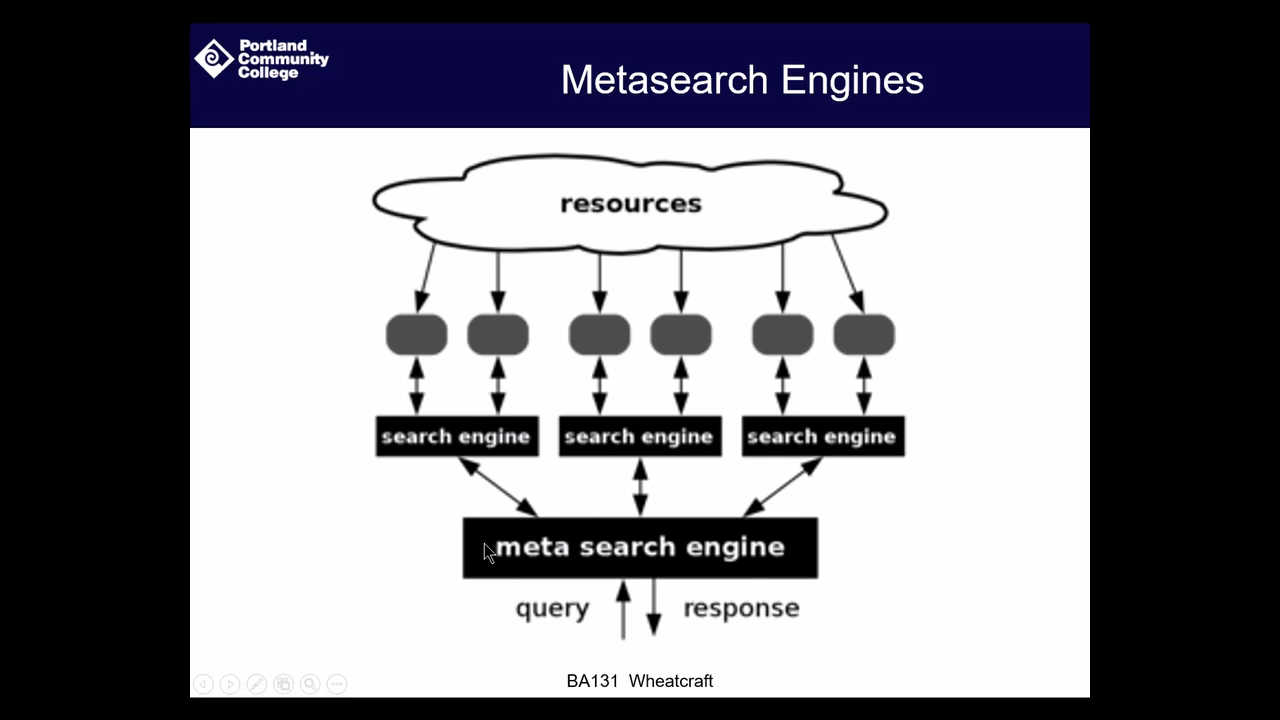 Portland
Community
College
Metasearch Engines
resources
search engine
search engine
search engine
meta search engine
query
response
BA131 Wheatcraft